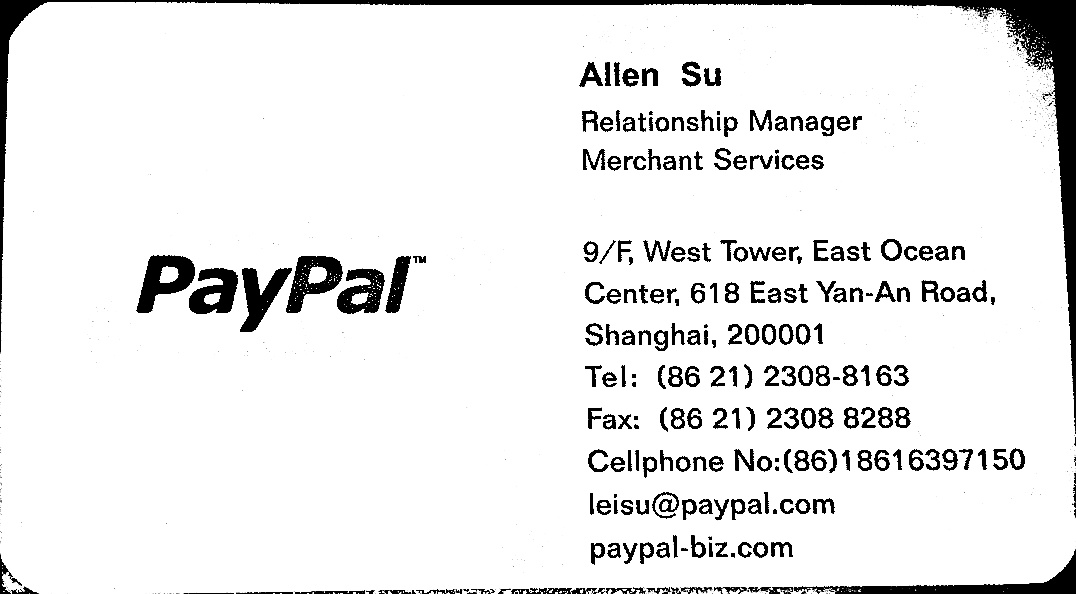 PayPal™
Allen Su
Relationship Manager
Merchant Services
9/F, West Tower, East Ocean
Center, 618 East Yan-An Road,
Shanghai, 200001
Tel: (86 21) 2308-8163
Fax: (86 21) 2308 8288
Cellphone No:(86)18616397150
leisu@paypal.com
paypal-biz.com